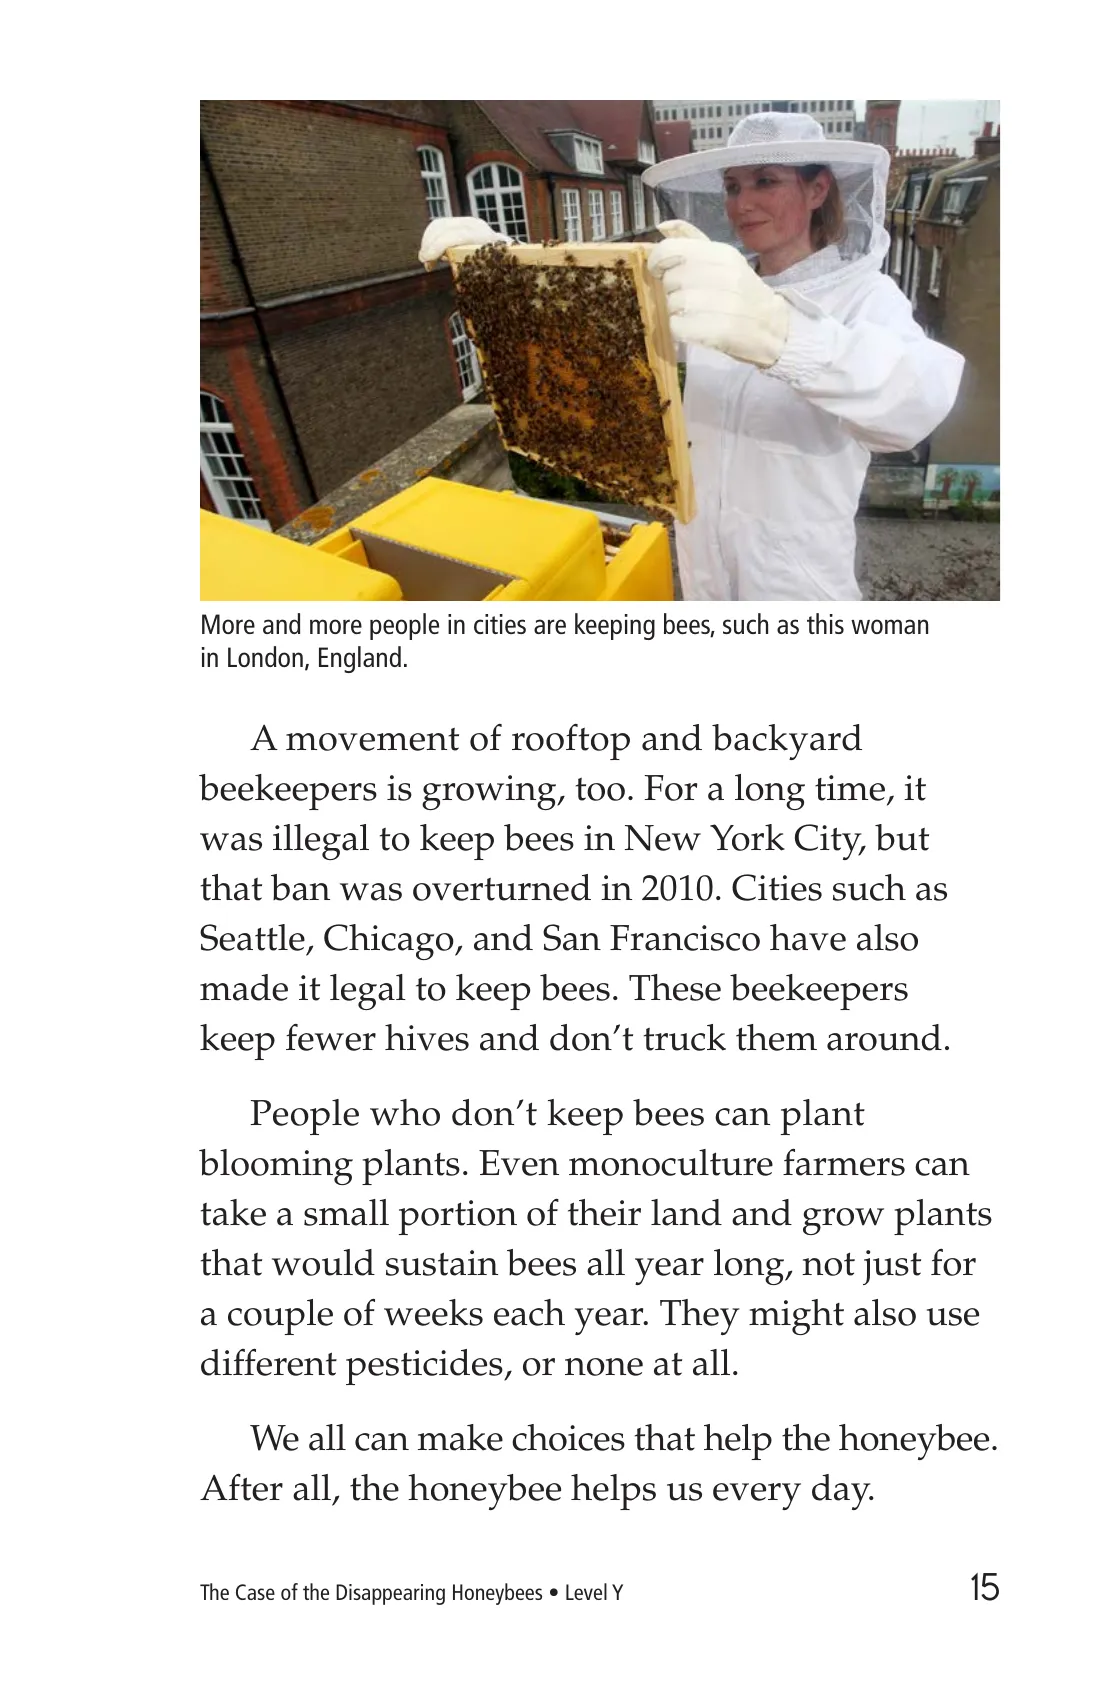 More and more people in cities are keeping bees, such as this woman
in London, England.
A movement of rooftop and backyard
beekeepers is growing, too. For a long time, it
was illegal to keep bees in New York City, but
that ban was overturned in 2010. Cities such as
Seattle, Chicago, and San Francisco have also
made it legal to keep bees. These beekeepers
keep fewer hives and don’t truck them around.
People who don’t keep bees can plant
blooming plants. Even monoculture farmers can
take a small portion of their land and grow plants
that would sustain bees all year long, not just for
a couple of weeks each year. They might also use
different pesticides, or none at all.
We all can make choices that help the honeybee.
After all, the honeybee helps us every day.
The Case of the Disappearing Honeybees • Level Y 15